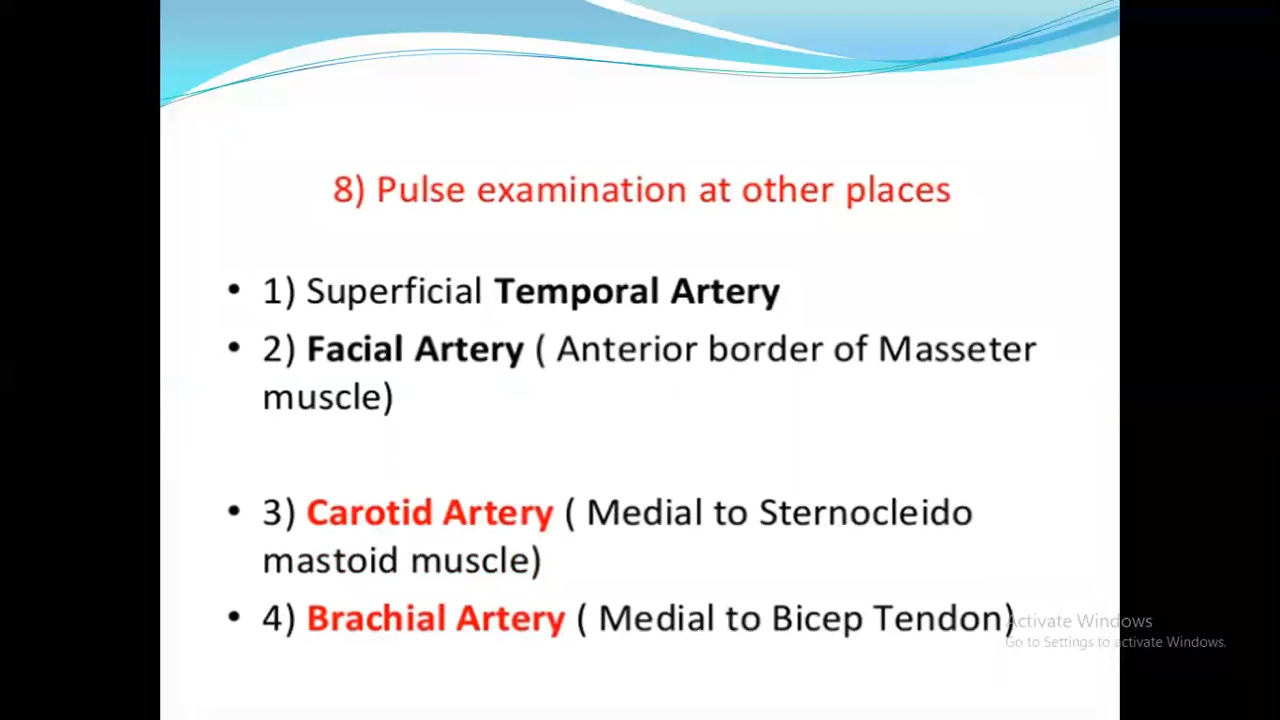 8) Pulse examination at other places
• 1) Superficial Temporal Artery
• 2) Facial Artery ( Anterior border of Masseter
muscle)
• 3) Carotid Artery ( Medial to Sternocleido
mastoid muscle)
• 4) Brachial Artery ( Medial to Bicep Tendon)
Activate Windows
Go to Settings to activate Windows.